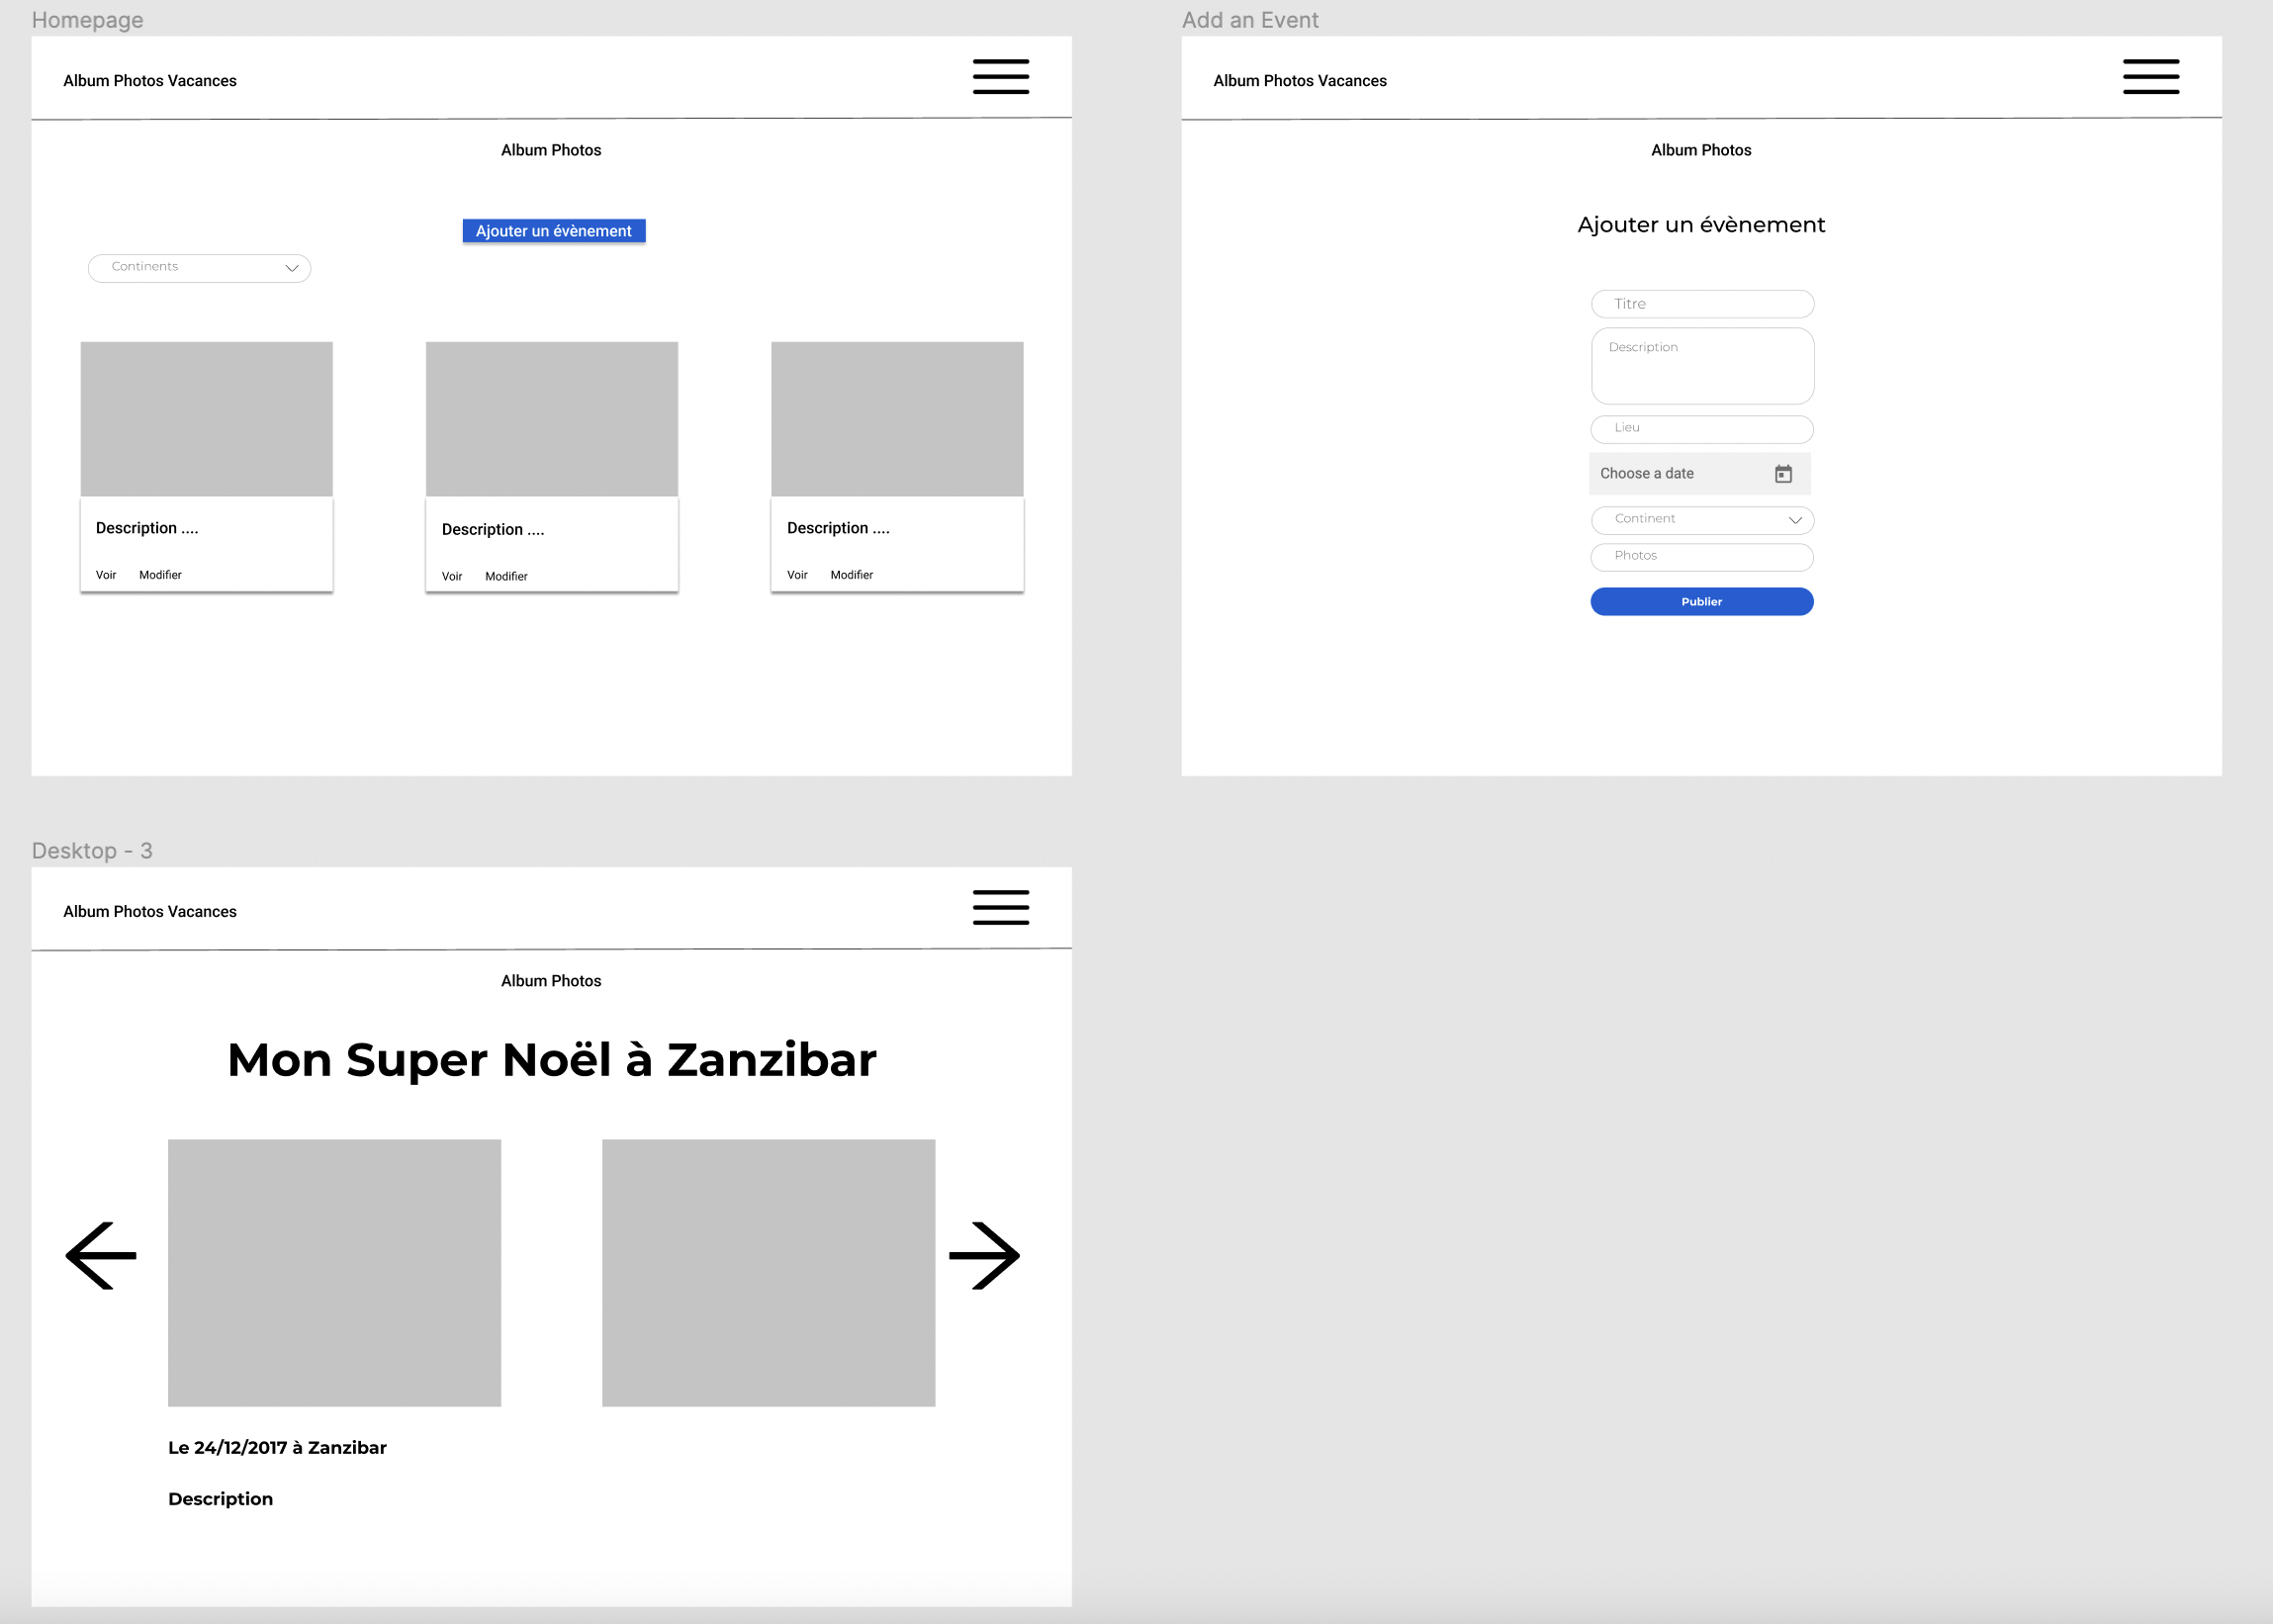 Homepage
Album Photos Vacances
Album Photos
Ajouter un évènement
Continents
Description ....
Voir Modifier
Description ....
Voir Modifier
Description ....
Voir Modifier
Add an Event
Album Photos Vacances
Album Photos
Ajouter un évènement
Titre
Description
Lieu
Choose a date
Continent
Photos
Publier
Desktop - 3
Album Photos Vacances
Album Photos
Mon Super Noël à Zanzibar
Le 24/12/2017 à Zanzibar
Description